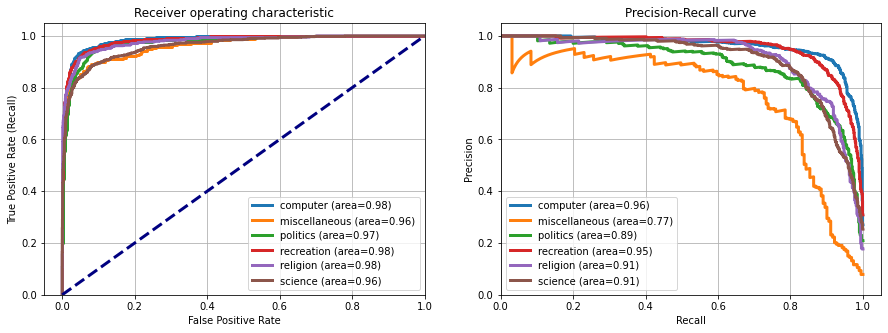 Receiver operating characteristic
1.0
0.8
0.6
0.4
0.2
0.0
True Positive Rate (Recall)
0.0 0.2 0.4 0.6 0.8 1.0
False Positive Rate
computer (area=0.98)
miscellaneous (area=0.96)
politics (area=0.97)
recreation (area=0.98)
religion (area=0.98)
science (area=0.96)
Precision-Recall curve
1.0
0.8
0.6
0.4
0.2
0.0
Precision
0.0 0.2 0.4 0.6 0.8 1.0
Recall
computer (area=0.96)
miscellaneous (area=0.77)
politics (area=0.89)
recreation (area=0.95)
religion (area=0.91)
science (area=0.91)